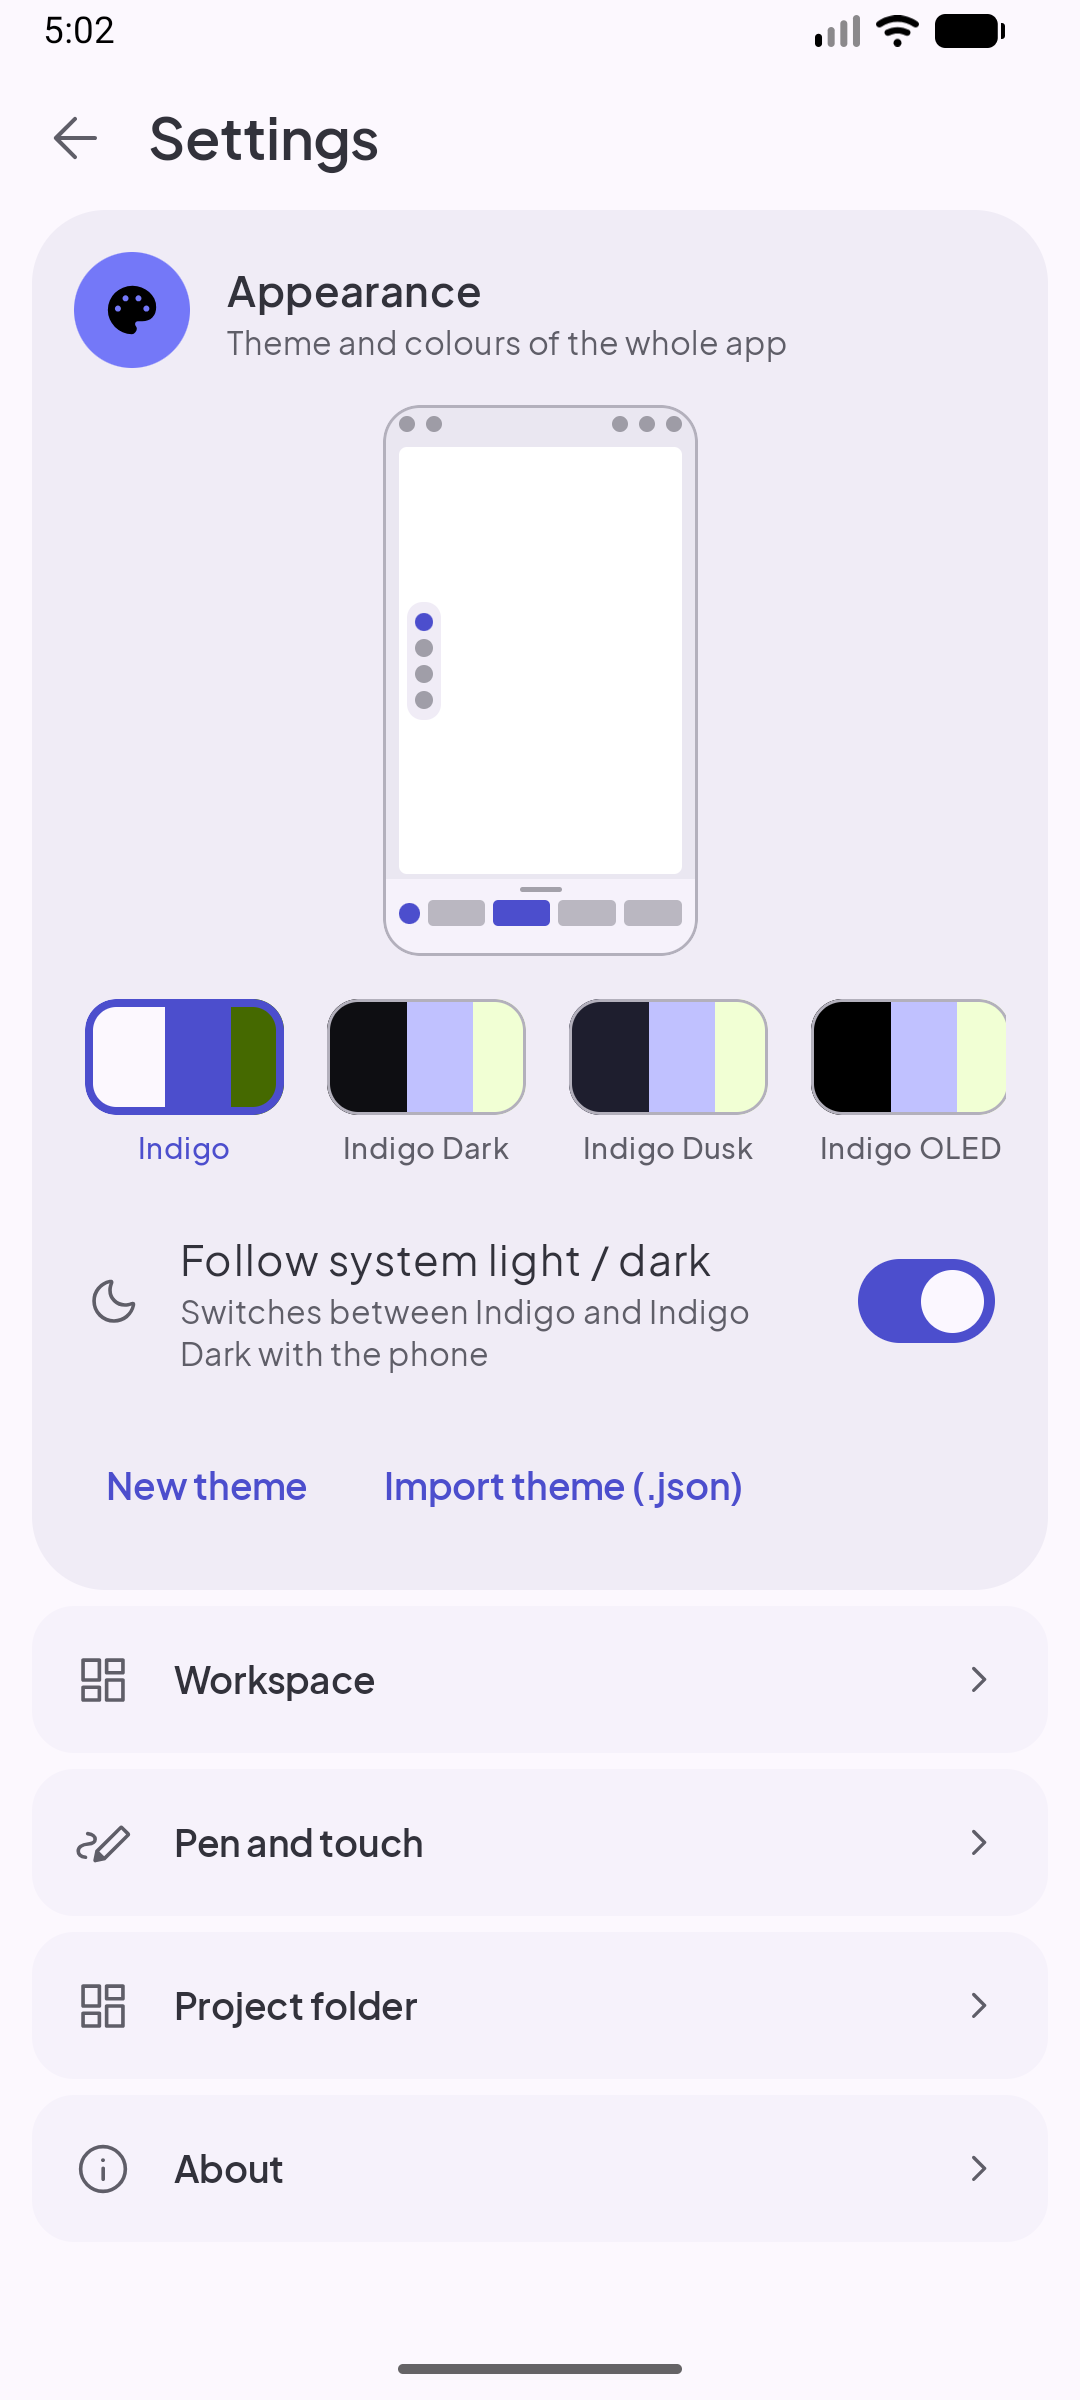 5:02
Settings
Appearance
Theme and colours of the whole app
Indigo
Indigo Dark
Indigo Dusk
Indigo OLED
Follow system light / dark
Switches between Indigo and Indigo
Dark with the phone
New theme
Import theme (.json)
Workspace
Pen and touch
Project folder
About